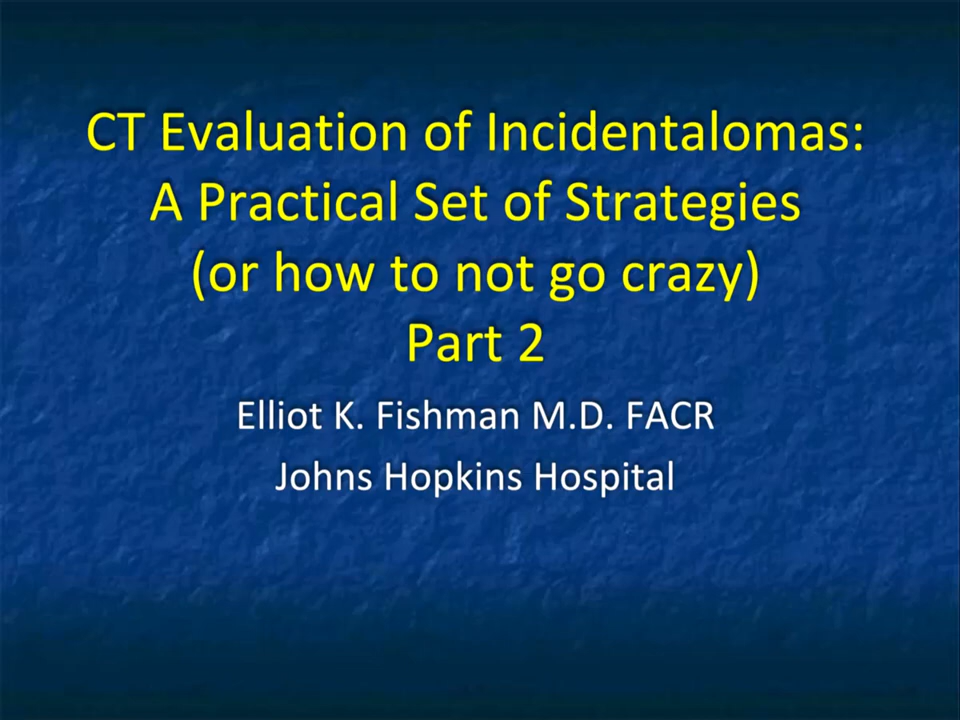 CT Evaluation of Incidentalomas:
A Practical Set of Strategies
(or how to not go crazy)
Part 2
Elliot K. Fishman M.D. FACR
Johns Hopkins Hospital